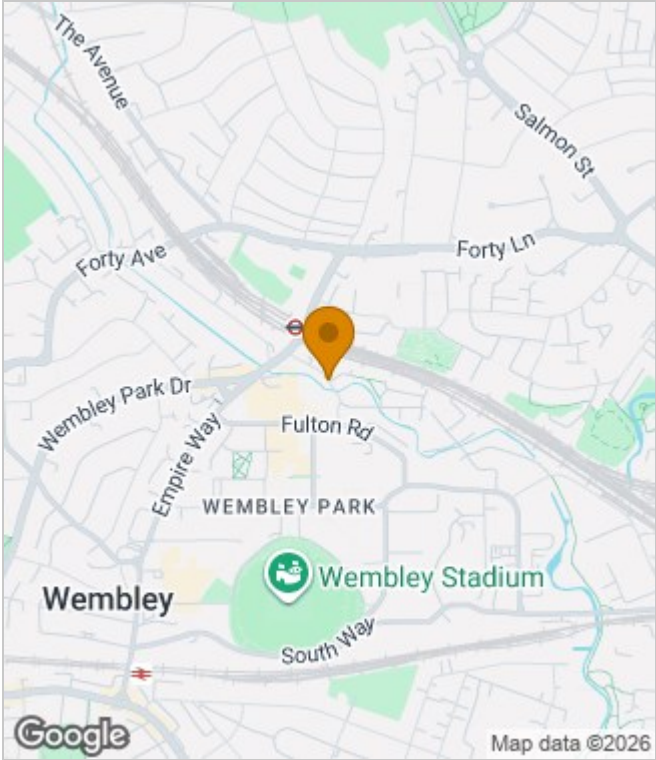 The Avenue
Salmon St
Forty Ave
Forty Ln
Wembley Park Dr
Empire Way
Fulton Rd
WEMBLEY PARK
Wembley Stadium
Wembley
South Way
Google
Map data ©2026